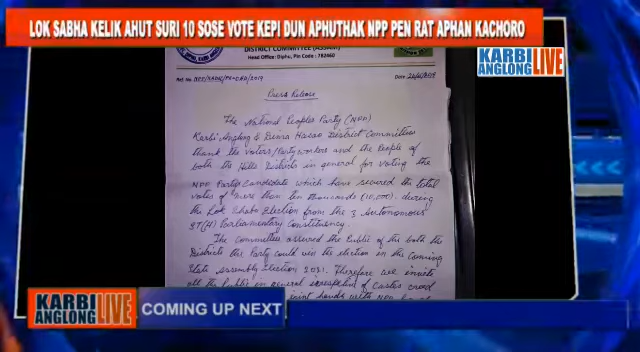 LOK SABHA KELIK AHUT SURI 10 SOSE VOTE KEPI DUN APHUTHAK NPP PEN RAT APHAN KACHORO
KARBI
ANGLONG LIVE
DISTRICT COMMITTEE (ASSAM)
Head Office: Diphu, Pin Code: 782460
Press Release
The National Peoples Party (NPP)
Karbi Anglong & Dima Hasao District Committee
thank the voters/Party workers and the People of
both the Hills Districts in general for voting the
NPP Party Candidate which have secured the total
votes of more than ten thousands (10,000) during
the Lok Shaba Election from the 3 Autonomous
ST(H) Parliamentary Constituency.
The Committee assured the Public of the both the
Districts the Party could win the election in the Coming
State Assembly Election 2021. Therefore we invite
all the Public in general irrespective of Castes creed
joint hands with NPP
KARBI
ANGLONG LIVE
COMING UP NEXT